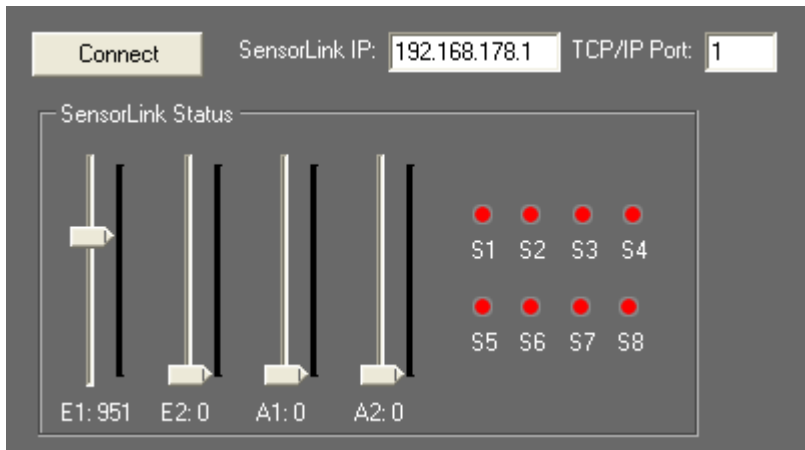 Connect SensorLink IP: 192.168.178.1 TCP/IP Port: 1
SensorLink Status
S1 S2 S3 S4
S5 S6 S7 S8
E1: 951 E2: 0 A1: 0 A2: 0